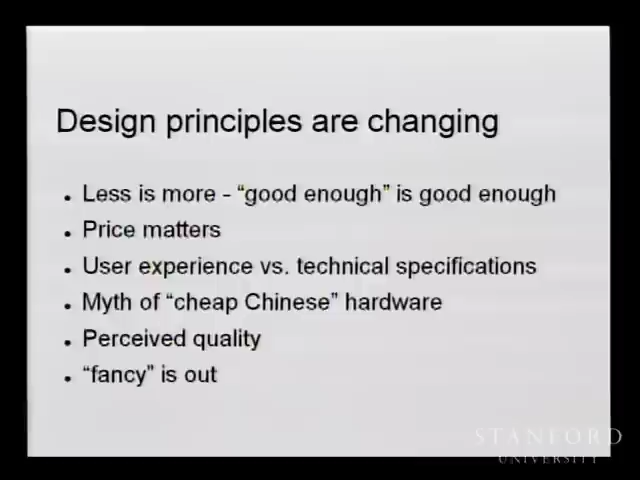 Design principles are changing
• Less is more - “good enough” is good enough
• Price matters
• User experience vs. technical specifications
• Myth of “cheap Chinese” hardware
• Perceived quality
• “fancy” is out
STANFORD
UNIVERSITY